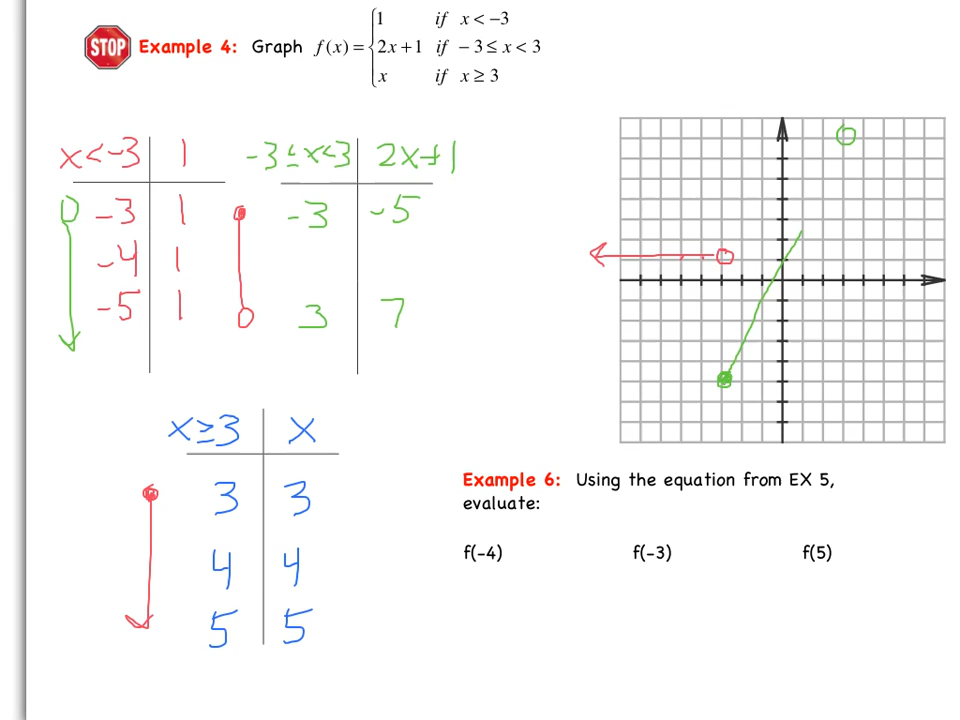 STOP Example 4: Graph f(x) = { 1 if x < −3
2x + 1 if − 3 ≤ x < 3
x if x ≥ 3
x < -3 | 1
-3 | 1
-4 | 1
-5 | 1
-3 ≤ x < 3 | 2x + 1
-3 | -5
3 | 7
x ≥ 3 | x
3 | 3
4 | 4
5 | 5
Example 6: Using the equation from EX 5,
evaluate:
f(-4) f(-3) f(5)